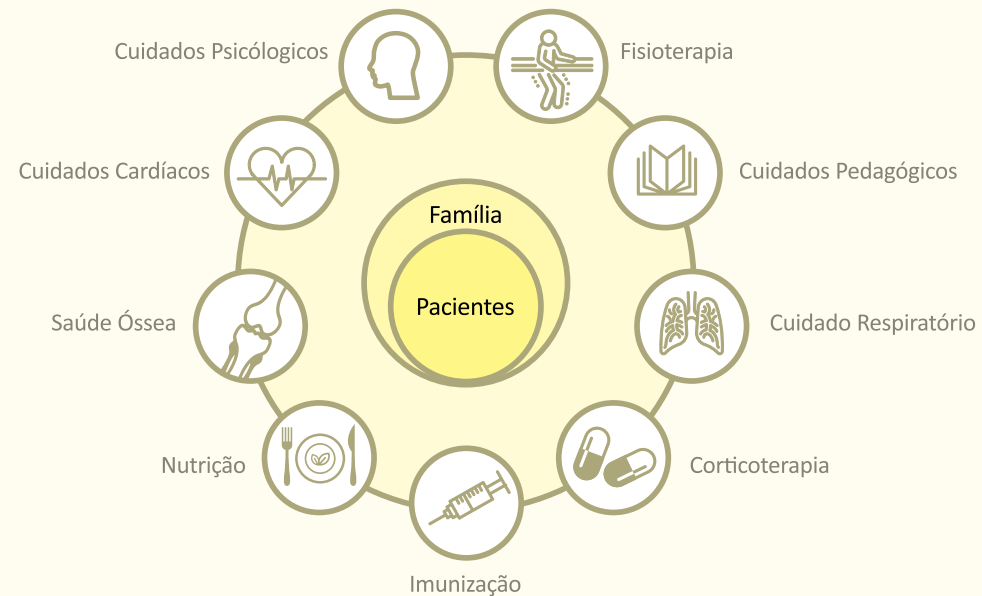 Cuidados Psicólogicos
Fisioterapia
Cuidados Cardíacos
Cuidados Pedagógicos
Família
Pacientes
Saúde Óssea
Cuidado Respiratório
Nutrição
Corticoterapia
Imunização